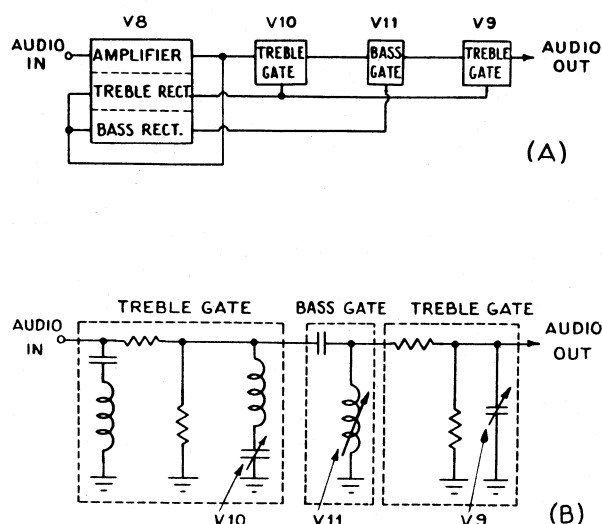 V8 V10 V11 V9
AUDIO IN
AMPLIFIER
TREBLE RECT.
BASS RECT.
TREBLE GATE
BASS GATE
TREBLE GATE
AUDIO OUT
(A)
TREBLE GATE BASS GATE TREBLE GATE
AUDIO IN
AUDIO OUT
V10 V11 V9
(B)